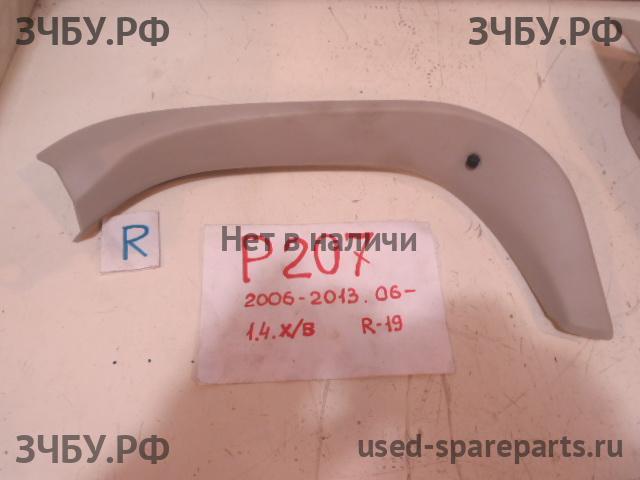 ЗЧБУ.РФ ЗЧБУ.РФ
R
Нет в наличи
P207
2006-2013. 06-
1.4. х/в R-19
ЗЧБУ.РФ used-spareparts.ru